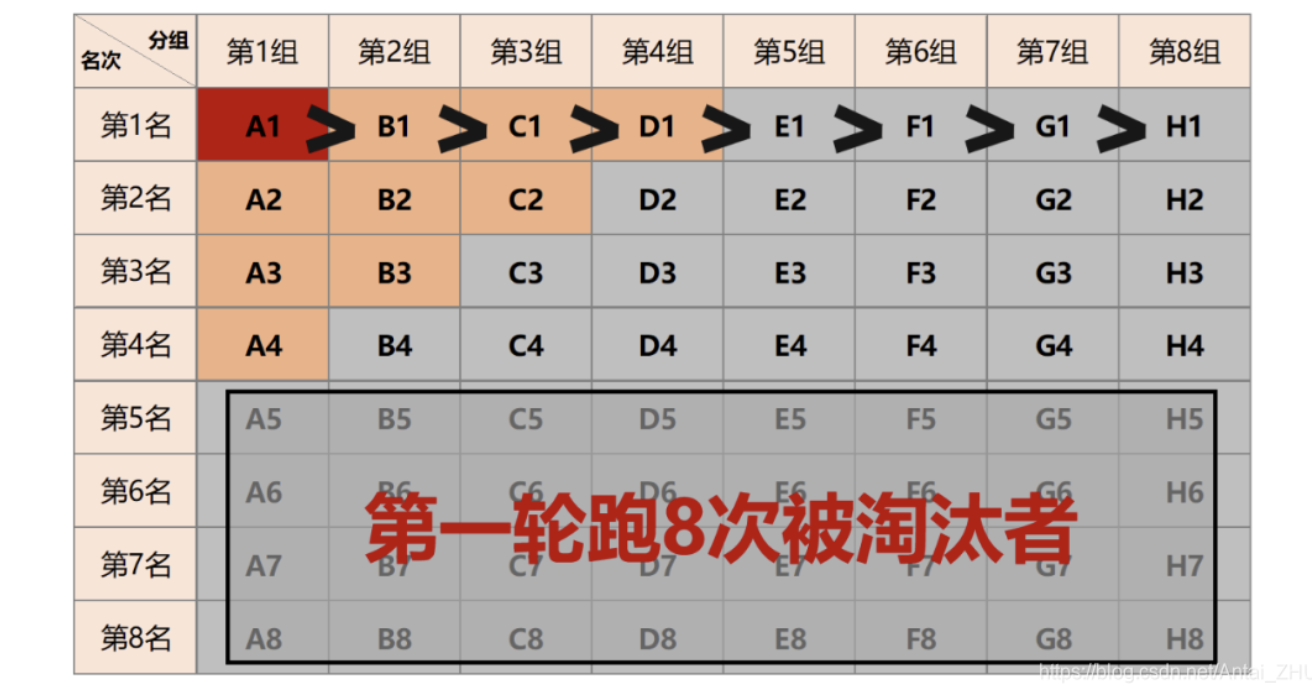 分组
名次
第1组 第2组 第3组 第4组 第5组 第6组 第7组 第8组
第1名 A1 > B1 > C1 > D1 > E1 > F1 > G1 > H1
第2名 A2 B2 C2 D2 E2 F2 G2 H2
第3名 A3 B3 C3 D3 E3 F3 G3 H3
第4名 A4 B4 C4 D4 E4 F4 G4 H4
第5名 A5 B5 C5 D5 E5 F5 G5 H5
第6名 A6 B6 C6 D6 E6 F6 G6 H6
第一轮跑8次被淘汰者
第7名 A7 B7 C7 D7 E7 F7 G7 H7
第8名 A8 B8 C8 D8 E8 F8 G8 H8
https://blog.csdn.net/Antai_ZHU